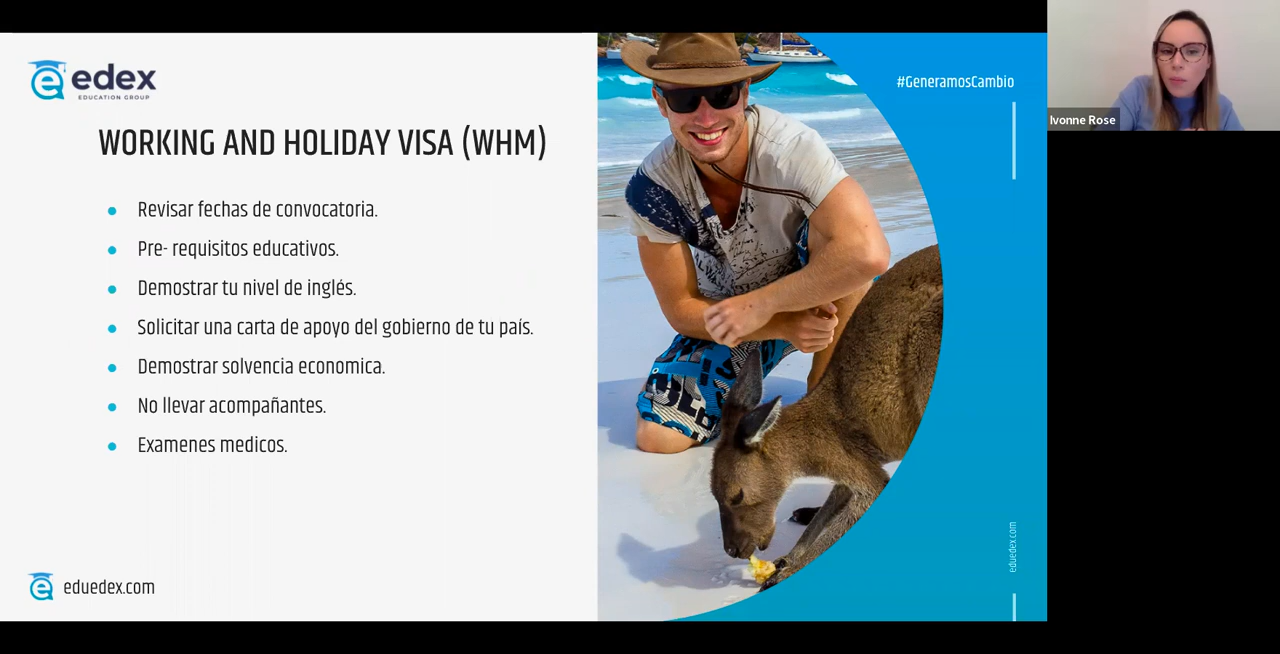 edex
EDUCATION GROUP
WORKING AND HOLIDAY VISA (WHM)
Revisar fechas de convocatoria.
Pre- requisitos educativos.
Demostrar tu nivel de inglés.
Solicitar una carta de apoyo del gobierno de tu país.
Demostrar solvencia economica.
No llevar acompañantes.
Examenes medicos.
eduedex.com
#GeneramosCambio
eduedex.com
Ivonne Rose